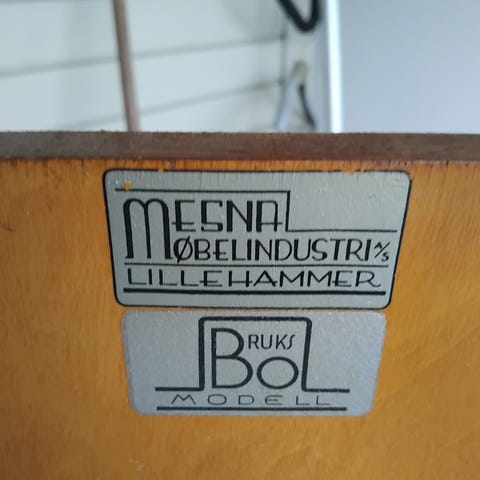 MESNA
MØBELINDUSTRI A/S
LILLEHAMMER
BRUKS
BO
MODELL